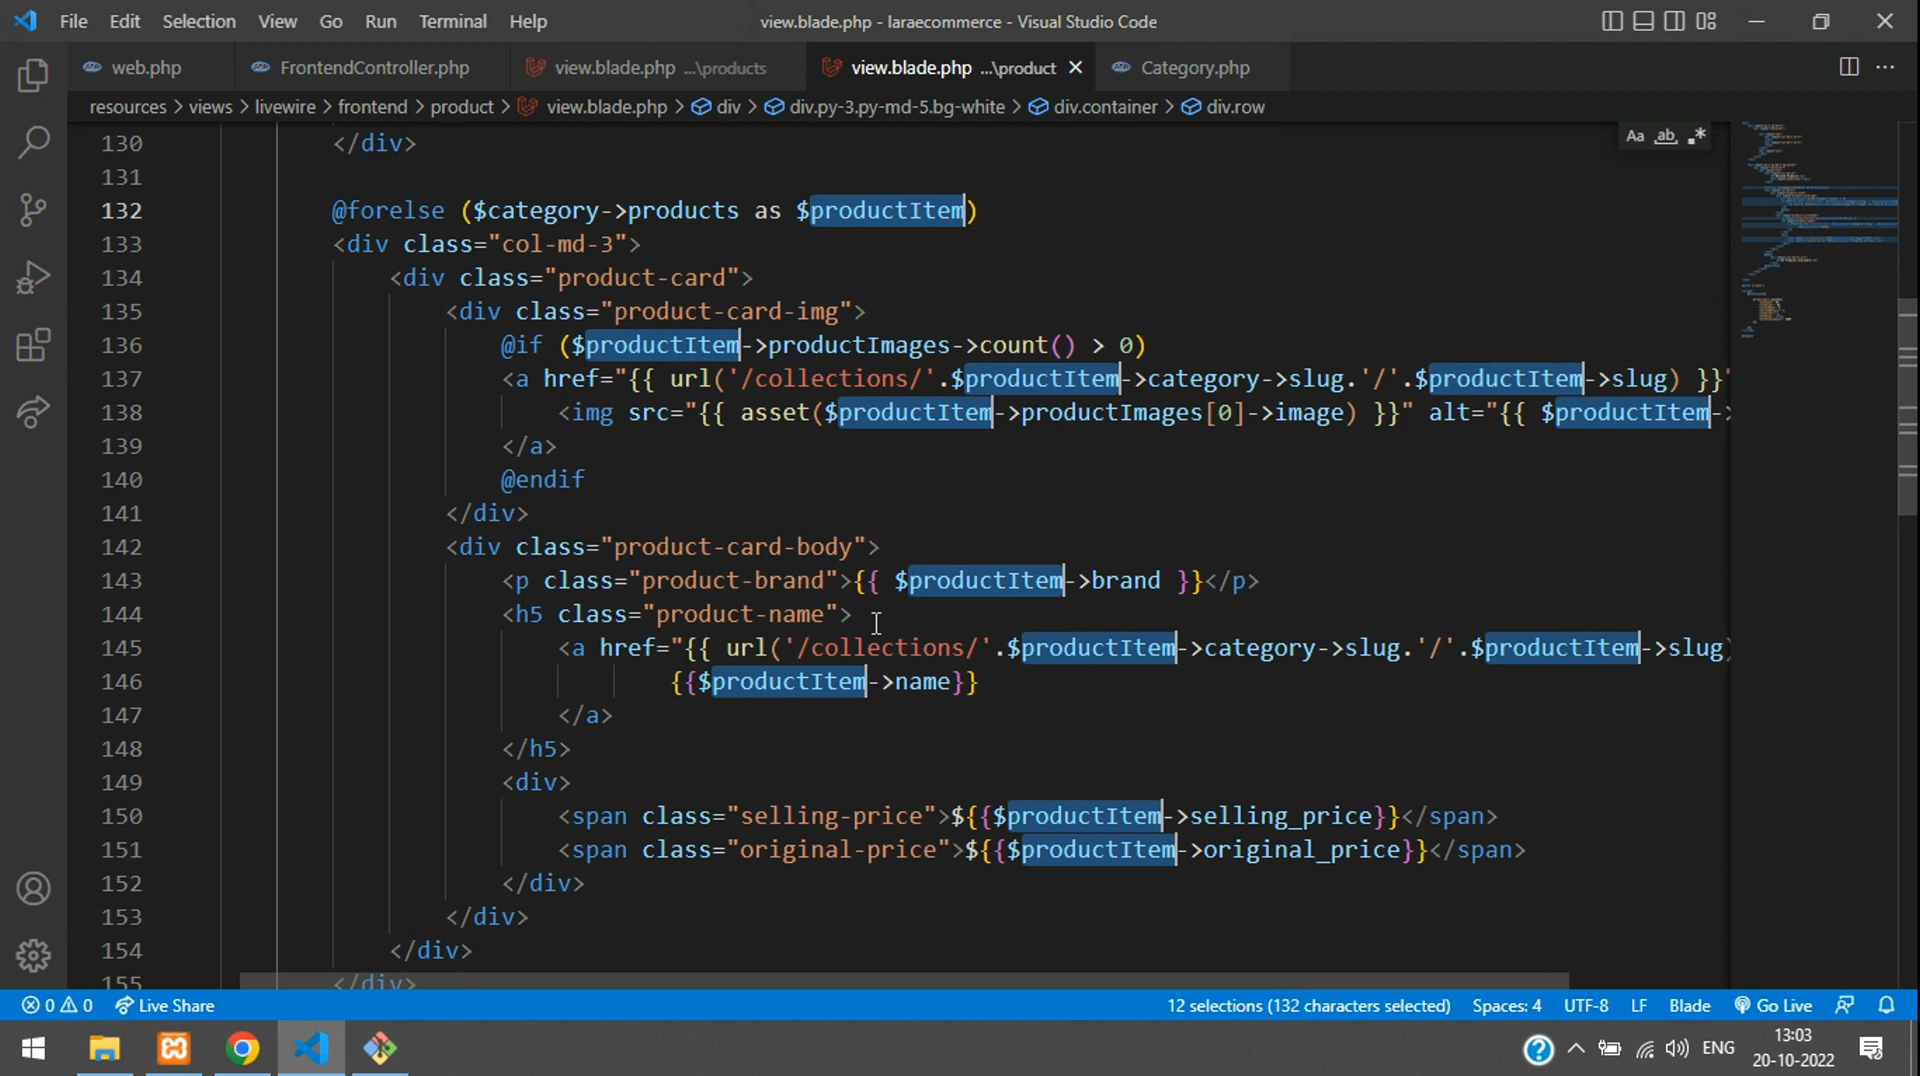 File Edit Selection View Go Run Terminal Help view.blade.php - laraecommerce - Visual Studio Code
web.php FrontendController.php view.blade.php ...\products view.blade.php ...\product Category.php
resources > views > livewire > frontend > product > view.blade.php > div > div.py-3.py-md-5.bg-white > div.container > div.row
Aa ab .*
130 </div>
131
132 @forelse ($category->products as $productItem)
133 <div class="col-md-3">
134 <div class="product-card">
135 <div class="product-card-img">
136 @if ($productItem->productImages->count() > 0)
137 <a href="{{ url('/collections/'.$productItem->category->slug.'/'.$productItem->slug) }}"
138 <img src="{{ asset($productItem->productImages[0]->image) }}" alt="{{ $productItem->
139 </a>
140 @endif
141 </div>
142 <div class="product-card-body">
143 <p class="product-brand">{{ $productItem->brand }}</p>
144 <h5 class="product-name">
145 <a href="{{ url('/collections/'.$productItem->category->slug.'/'.$productItem->slug)
146 {{$productItem->name}}
147 </a>
148 </h5>
149 <div>
150 <span class="selling-price">${{$productItem->selling_price}}</span>
151 <span class="original-price">${{$productItem->original_price}}</span>
152 </div>
153 </div>
154 </div>
155 </div>
0 0 Live Share 12 selections (132 characters selected) Spaces: 4 UTF-8 LF Blade Go Live
ENG 13:03
20-10-2022